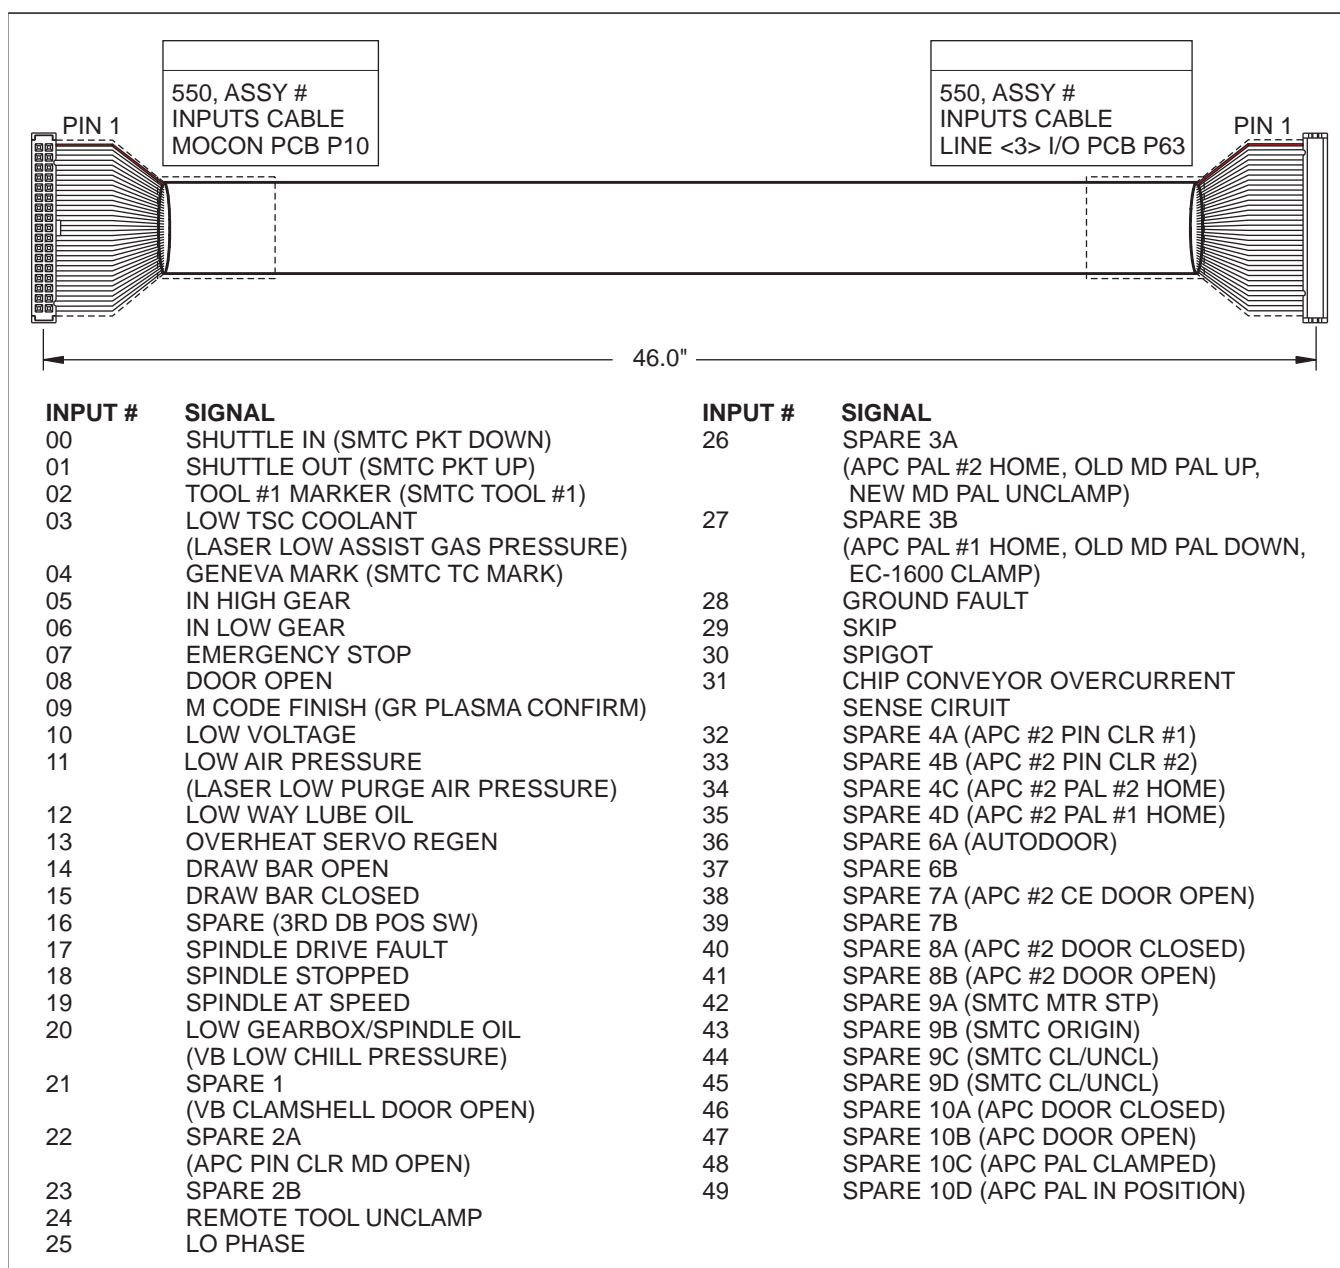 550, ASSY #
INPUTS CABLE
MOCON PCB P10
550, ASSY #
INPUTS CABLE
LINE <3> I/O PCB P63
PIN 1
PIN 1
46.0"
INPUT # SIGNAL
00 SHUTTLE IN (SMTC PKT DOWN)
01 SHUTTLE OUT (SMTC PKT UP)
02 TOOL #1 MARKER (SMTC TOOL #1)
03 LOW TSC COOLANT
(LASER LOW ASSIST GAS PRESSURE)
04 GENEVA MARK (SMTC TC MARK)
05 IN HIGH GEAR
06 IN LOW GEAR
07 EMERGENCY STOP
08 DOOR OPEN
09 M CODE FINISH (GR PLASMA CONFIRM)
10 LOW VOLTAGE
11 LOW AIR PRESSURE
(LASER LOW PURGE AIR PRESSURE)
12 LOW WAY LUBE OIL
13 OVERHEAT SERVO REGEN
14 DRAW BAR OPEN
15 DRAW BAR CLOSED
16 SPARE (3RD DB POS SW)
17 SPINDLE DRIVE FAULT
18 SPINDLE STOPPED
19 SPINDLE AT SPEED
20 LOW GEARBOX/SPINDLE OIL
(VB LOW CHILL PRESSURE)
21 SPARE 1
(VB CLAMSHELL DOOR OPEN)
22 SPARE 2A
(APC PIN CLR MD OPEN)
23 SPARE 2B
24 REMOTE TOOL UNCLAMP
25 LO PHASE
INPUT # SIGNAL
26 SPARE 3A
(APC PAL #2 HOME, OLD MD PAL UP,
NEW MD PAL UNCLAMP)
27 SPARE 3B
(APC PAL #1 HOME, OLD MD PAL DOWN,
EC-1600 CLAMP)
28 GROUND FAULT
29 SKIP
30 SPIGOT
31 CHIP CONVEYOR OVERCURRENT
SENSE CIRUIT
32 SPARE 4A (APC #2 PIN CLR #1)
33 SPARE 4B (APC #2 PIN CLR #2)
34 SPARE 4C (APC #2 PAL #2 HOME)
35 SPARE 4D (APC #2 PAL #1 HOME)
36 SPARE 6A (AUTODOOR)
37 SPARE 6B
38 SPARE 7A (APC #2 CE DOOR OPEN)
39 SPARE 7B
40 SPARE 8A (APC #2 DOOR CLOSED)
41 SPARE 8B (APC #2 DOOR OPEN)
42 SPARE 9A (SMTC MTR STP)
43 SPARE 9B (SMTC ORIGIN)
44 SPARE 9C (SMTC CL/UNCL)
45 SPARE 9D (SMTC CL/UNCL)
46 SPARE 10A (APC DOOR CLOSED)
47 SPARE 10B (APC DOOR OPEN)
48 SPARE 10C (APC PAL CLAMPED)
49 SPARE 10D (APC PAL IN POSITION)